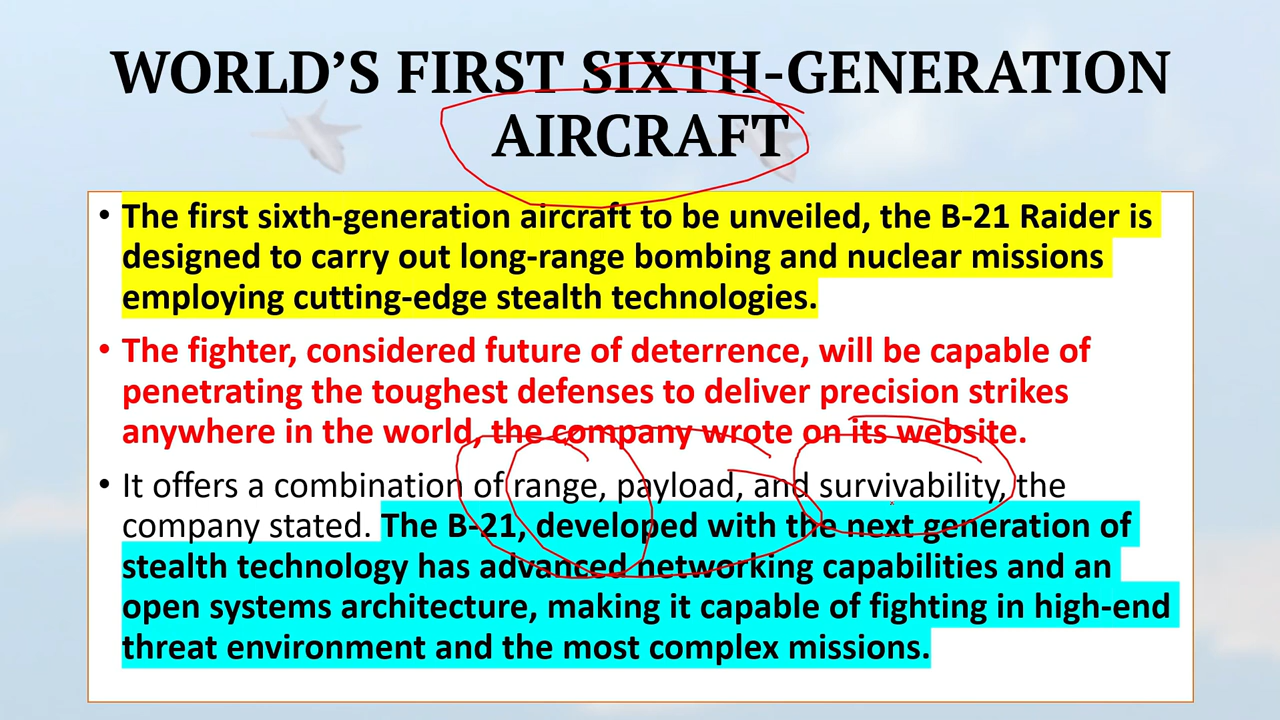 WORLD’S FIRST SIXTH-GENERATION
AIRCRAFT
• The first sixth-generation aircraft to be unveiled, the B-21 Raider is
designed to carry out long-range bombing and nuclear missions
employing cutting-edge stealth technologies.
• The fighter, considered future of deterrence, will be capable of
penetrating the toughest defenses to deliver precision strikes
anywhere in the world, the company wrote on its website.
• It offers a combination of range, payload, and survivability, the
company stated. The B-21, developed with the next generation of
stealth technology has advanced networking capabilities and an
open systems architecture, making it capable of fighting in high-end
threat environment and the most complex missions.